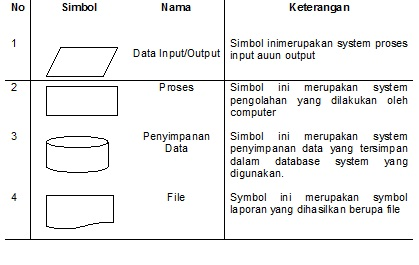 No Simbol Nama Keterangan
1 Data Input/Output Simbol inimerupakan system proses
input auun output
2 Proses Simbol ini merupakan system
pengolahan yang dilakukan oleh
computer
3 Penyimpanan Simbol ini merupakan system
Data penyimpanan data yang tersimpan
dalam database system yang
digunakan.
4 File Symbol ini merupakan symbol
laporan yang dihasilkan berupa file